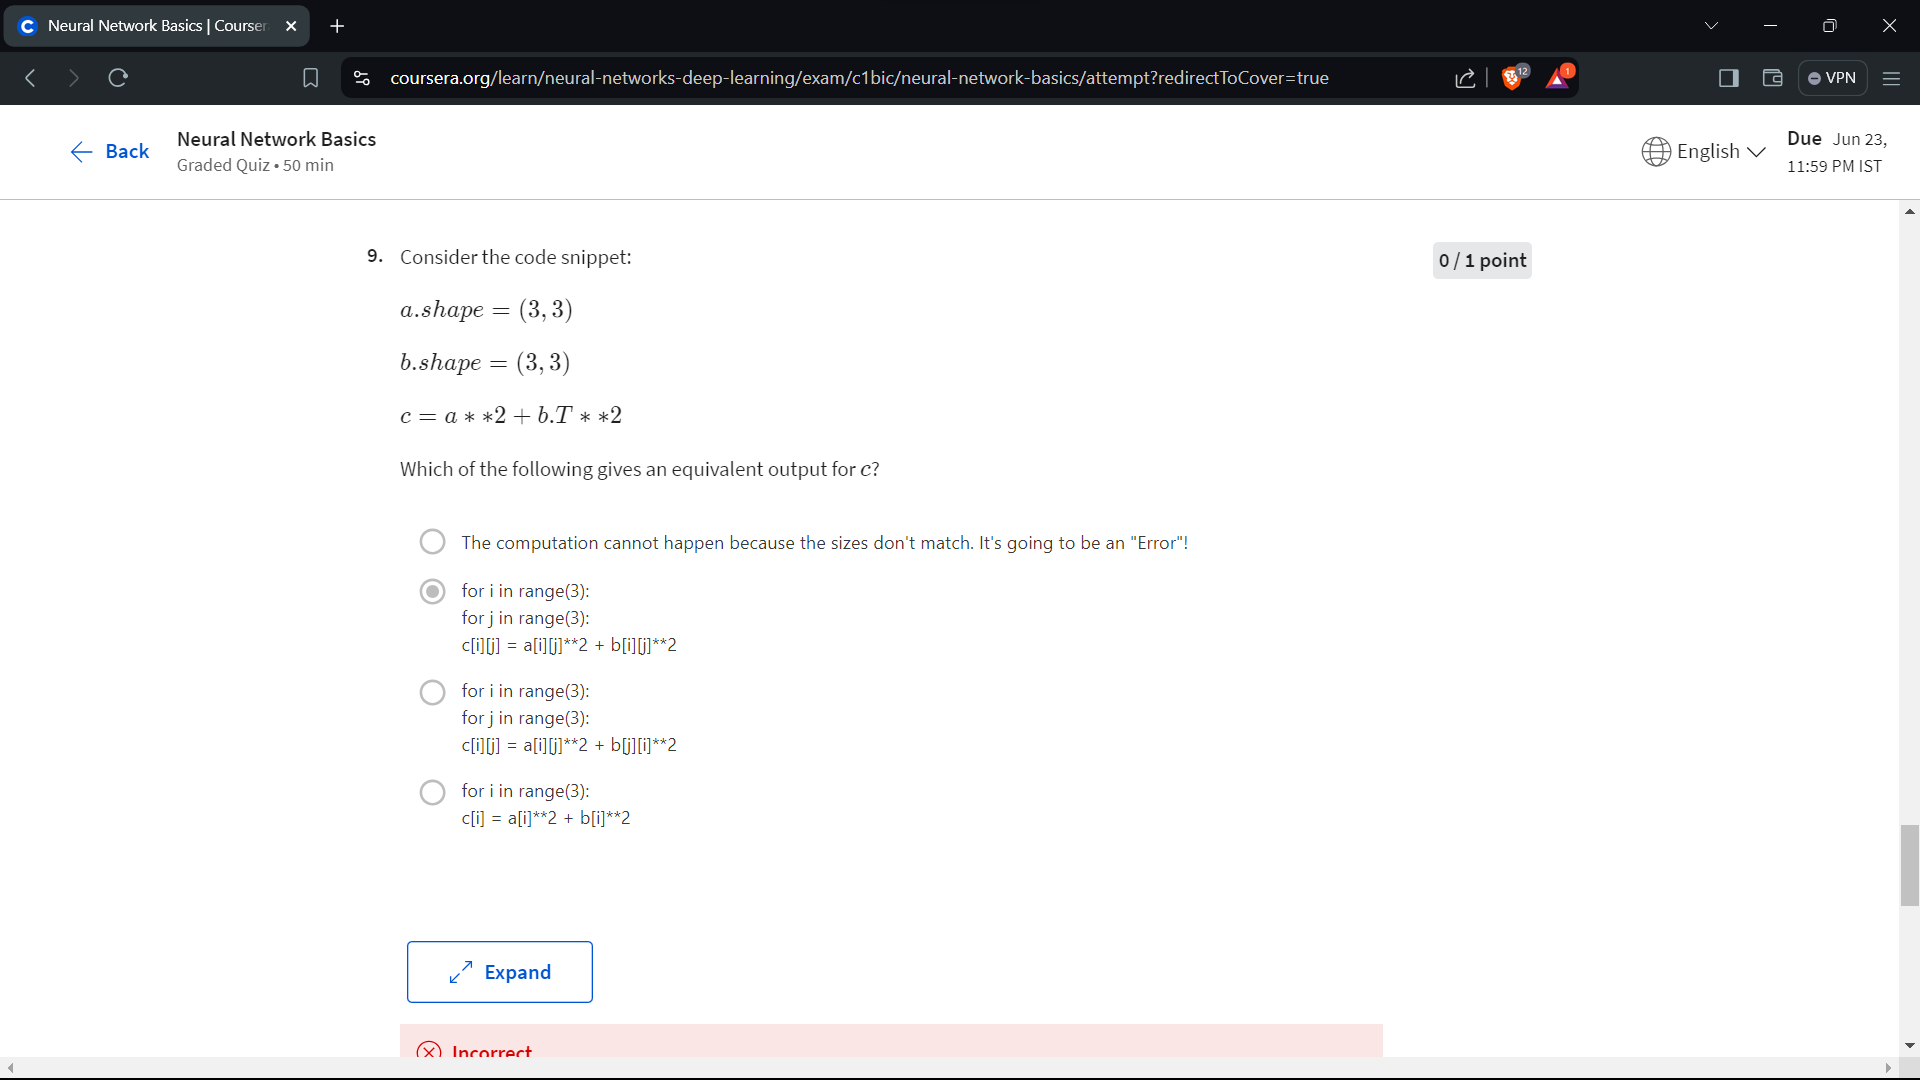 Neural Network Basics | Courser
coursera.org/learn/neural-networks-deep-learning/exam/c1bic/neural-network-basics/attempt?redirectToCover=true
12
1
VPN
Back
Neural Network Basics
Graded Quiz • 50 min
English
Due Jun 23,
11:59 PM IST
9. Consider the code snippet:
0 / 1 point
a.shape = (3, 3)
b.shape = (3, 3)
c = a ∗ ∗2 + b.T ∗ ∗2
Which of the following gives an equivalent output for c?
The computation cannot happen because the sizes don't match. It's going to be an "Error"!
for i in range(3):
for j in range(3):
c[i][j] = a[i][j]**2 + b[i][j]**2
for i in range(3):
for j in range(3):
c[i][j] = a[i][j]**2 + b[j][i]**2
for i in range(3):
c[i] = a[i]**2 + b[i]**2
Expand
Incorrect